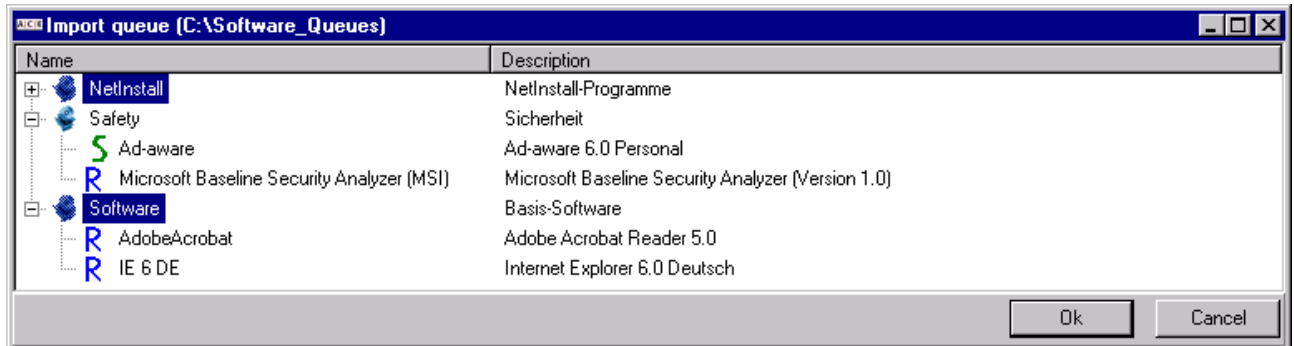 Import queue (C:\Software_Queues)
Name Description
NetInstall NetInstall-Programme
Safety Sicherheit
S Ad-aware Ad-aware 6.0 Personal
R Microsoft Baseline Security Analyzer (MSI) Microsoft Baseline Security Analyzer (Version 1.0)
Software Basis-Software
R AdobeAcrobat Adobe Acrobat Reader 5.0
R IE 6 DE Internet Explorer 6.0 Deutsch
Ok Cancel